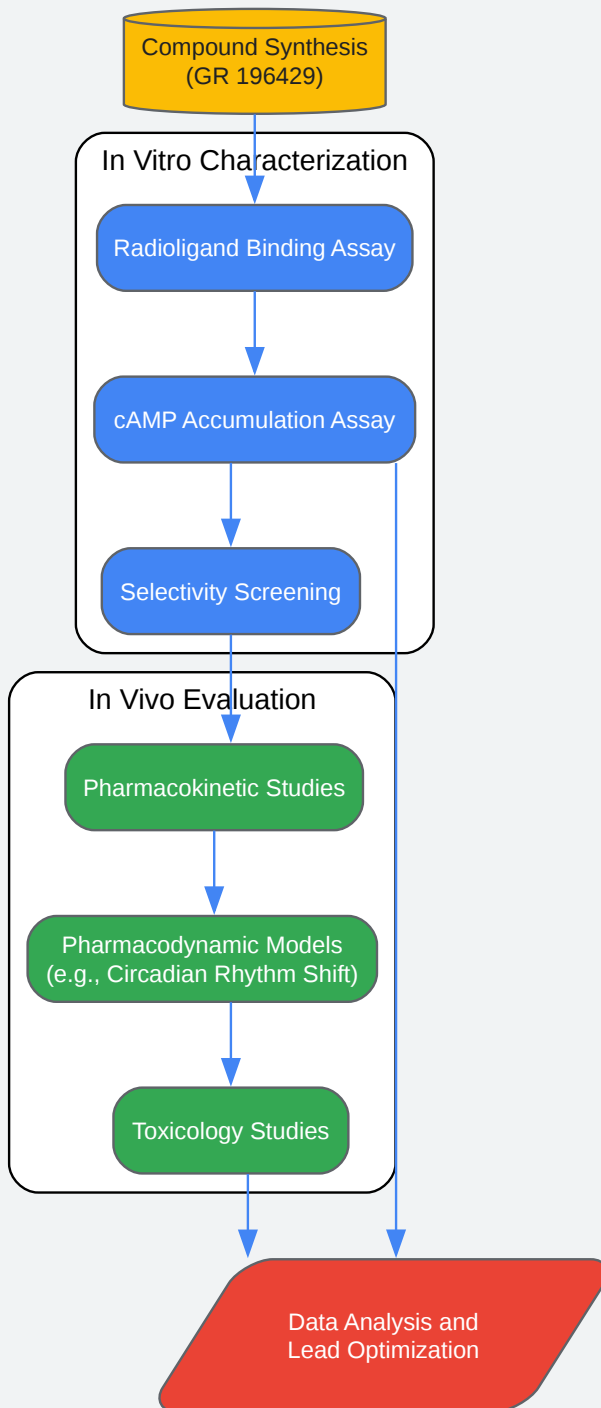 Compound Synthesis
(GR 196429)
In Vitro Characterization
Radioligand Binding Assay
cAMP Accumulation Assay
Selectivity Screening
In Vivo Evaluation
Pharmacokinetic Studies
Pharmacodynamic Models
(e.g., Circadian Rhythm Shift)
Toxicology Studies
Data Analysis and
Lead Optimization